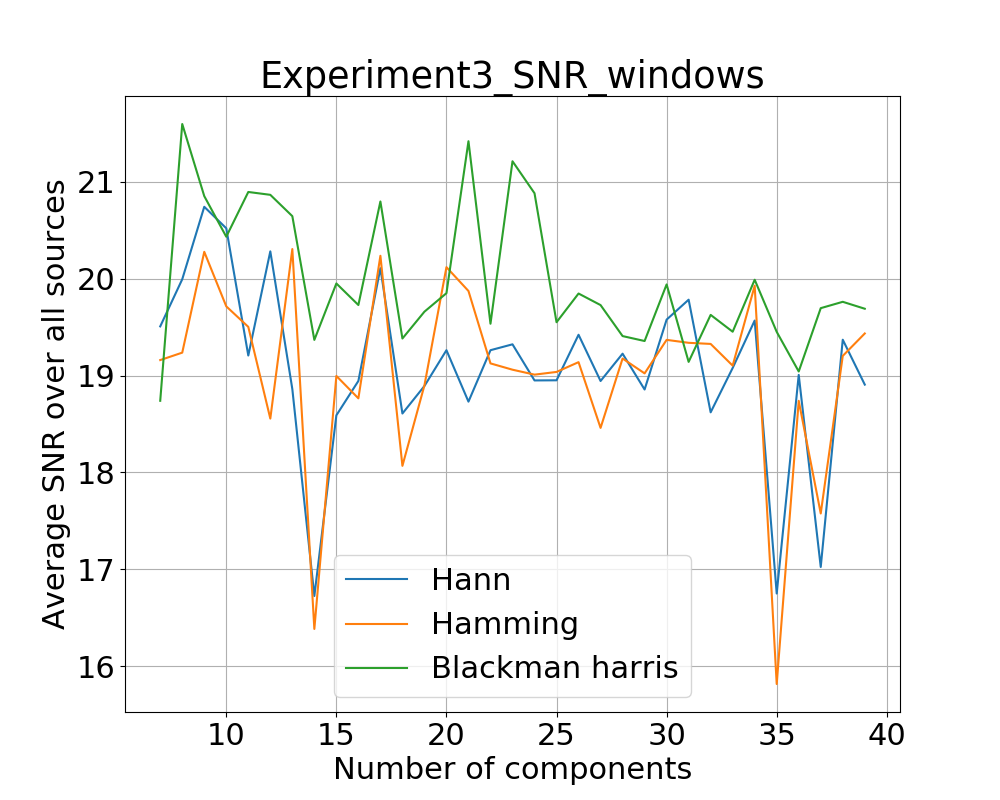 Experiment3_SNR_windows
Average SNR over all sources
21
20
19
18
17
16
Hann
Hamming
Blackman harris
10 15 20 25 30 35 40
Number of components